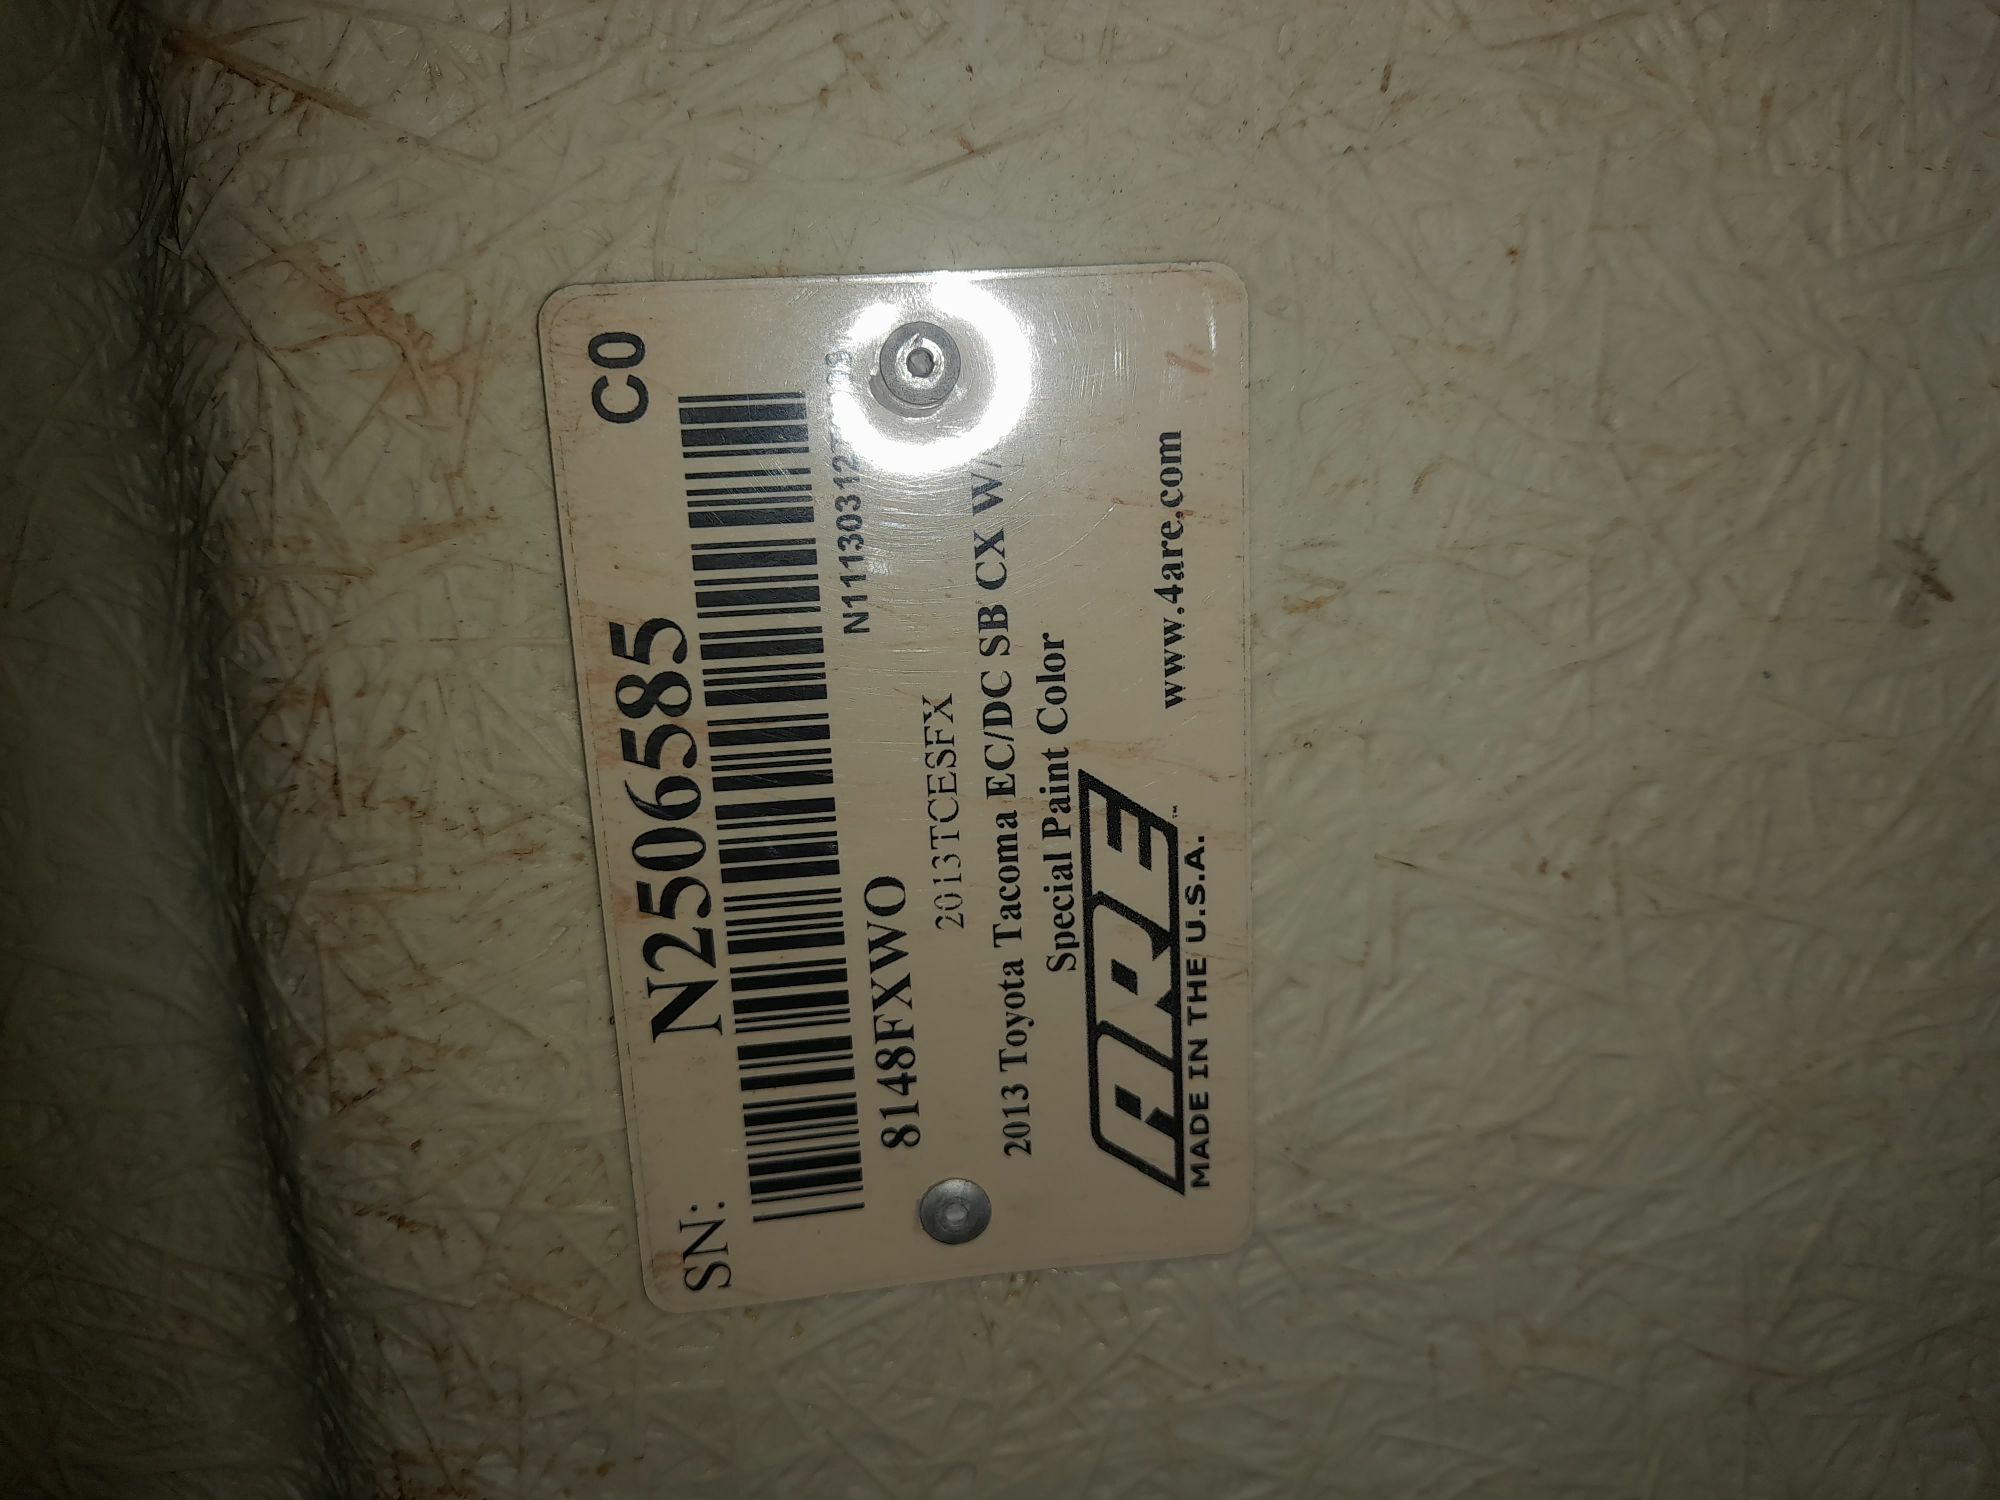 SN: N2506585 C0
8148FXWO
2013TCESFX
2013 Toyota Tacoma EC/DC SB CX W/
Special Paint Color
ARE™
MADE IN THE U.S.A.
www.4are.com